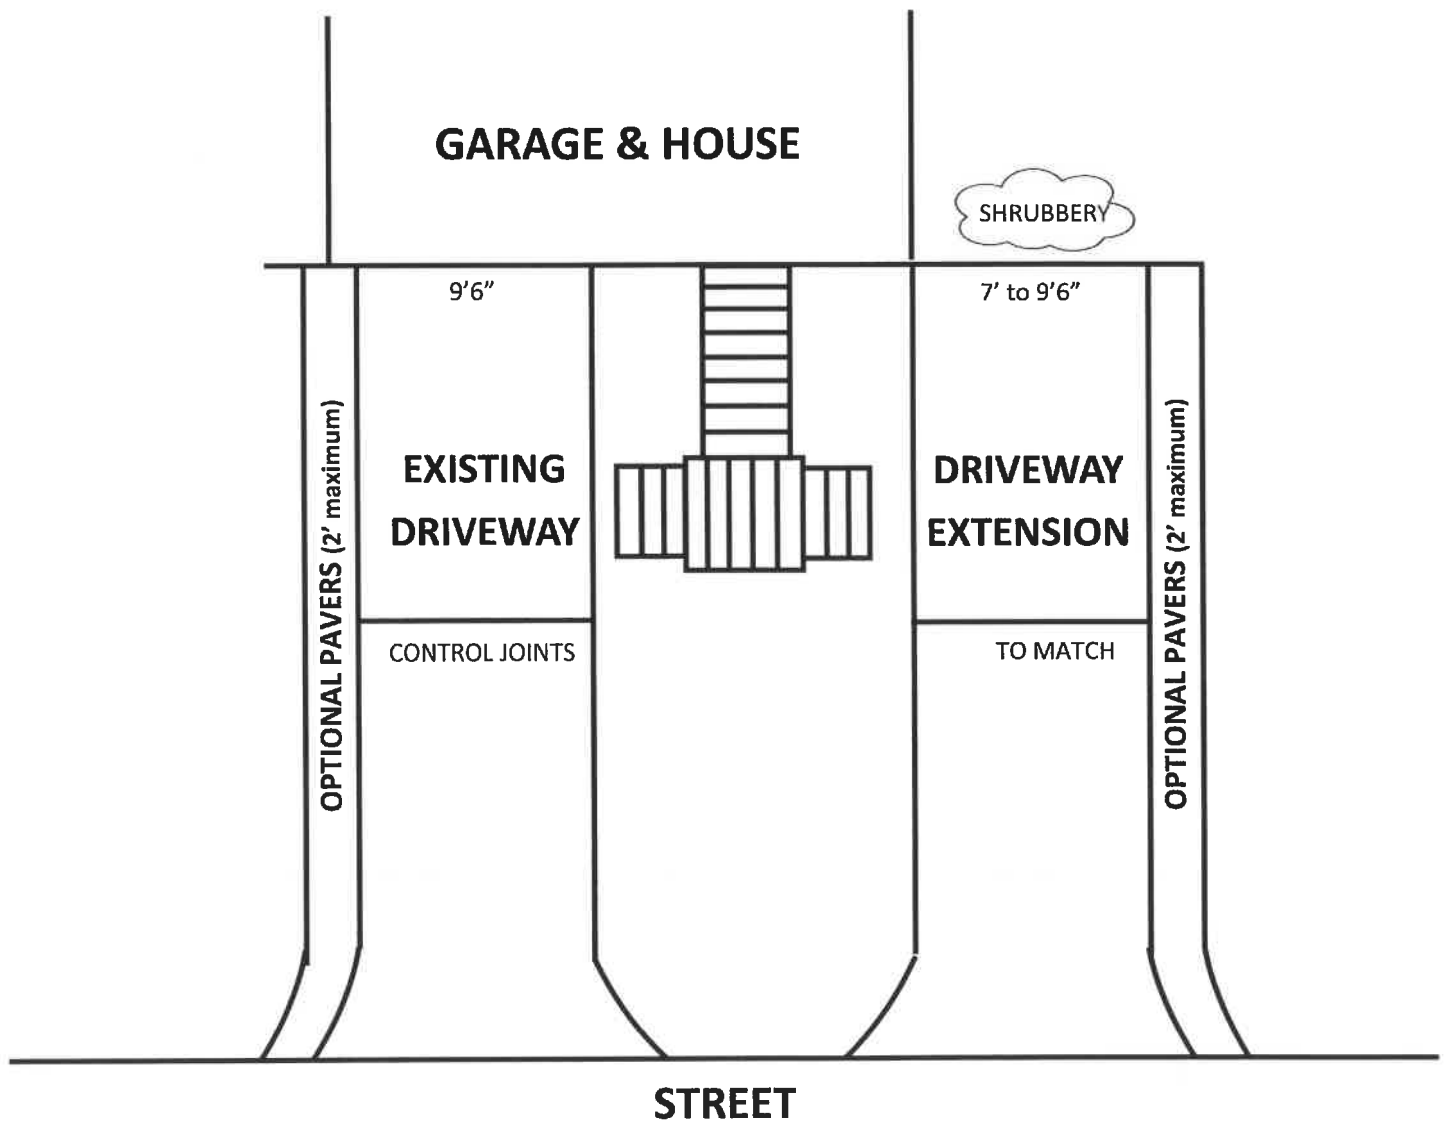 GARAGE & HOUSE
SHRUBBERY
9’6”
7’ to 9’6”
OPTIONAL PAVERS (2’ maximum)
EXISTING
DRIVEWAY
DRIVEWAY
EXTENSION
OPTIONAL PAVERS (2’ maximum)
CONTROL JOINTS
TO MATCH
STREET